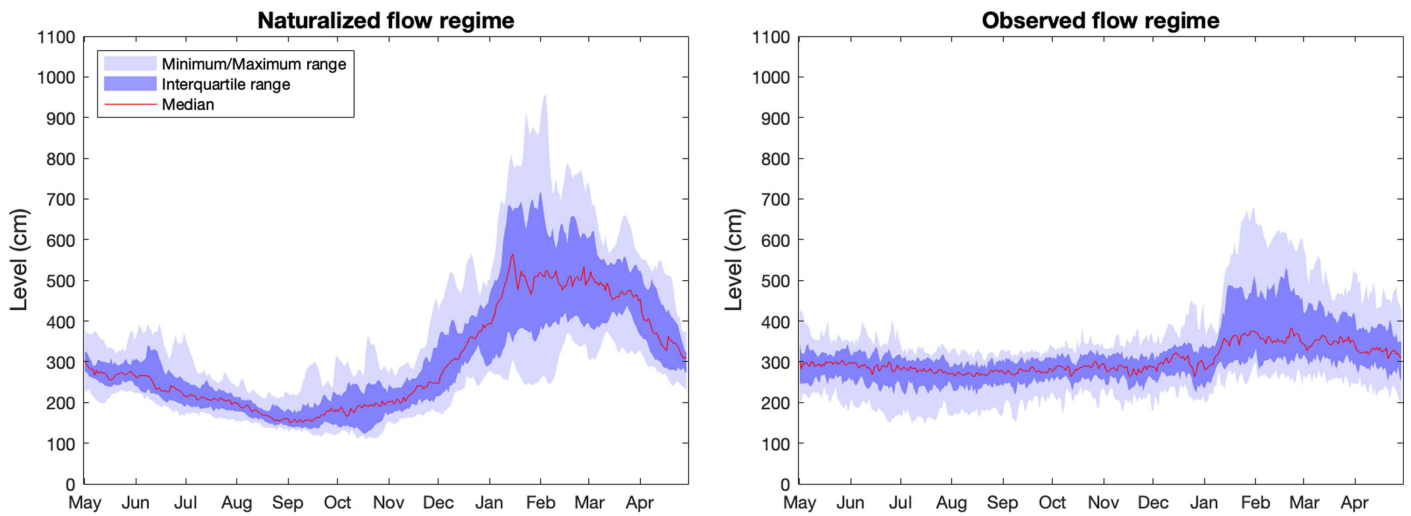 Naturalized flow regime
Level (cm)
1100
1000
900
800
700
600
500
400
300
200
100
0
Minimum/Maximum range
Interquartile range
Median
May Jun Jul Aug Sep Oct Nov Dec Jan Feb Mar Apr
Observed flow regime
Level (cm)
1100
1000
900
800
700
600
500
400
300
200
100
0
May Jun Jul Aug Sep Oct Nov Dec Jan Feb Mar Apr